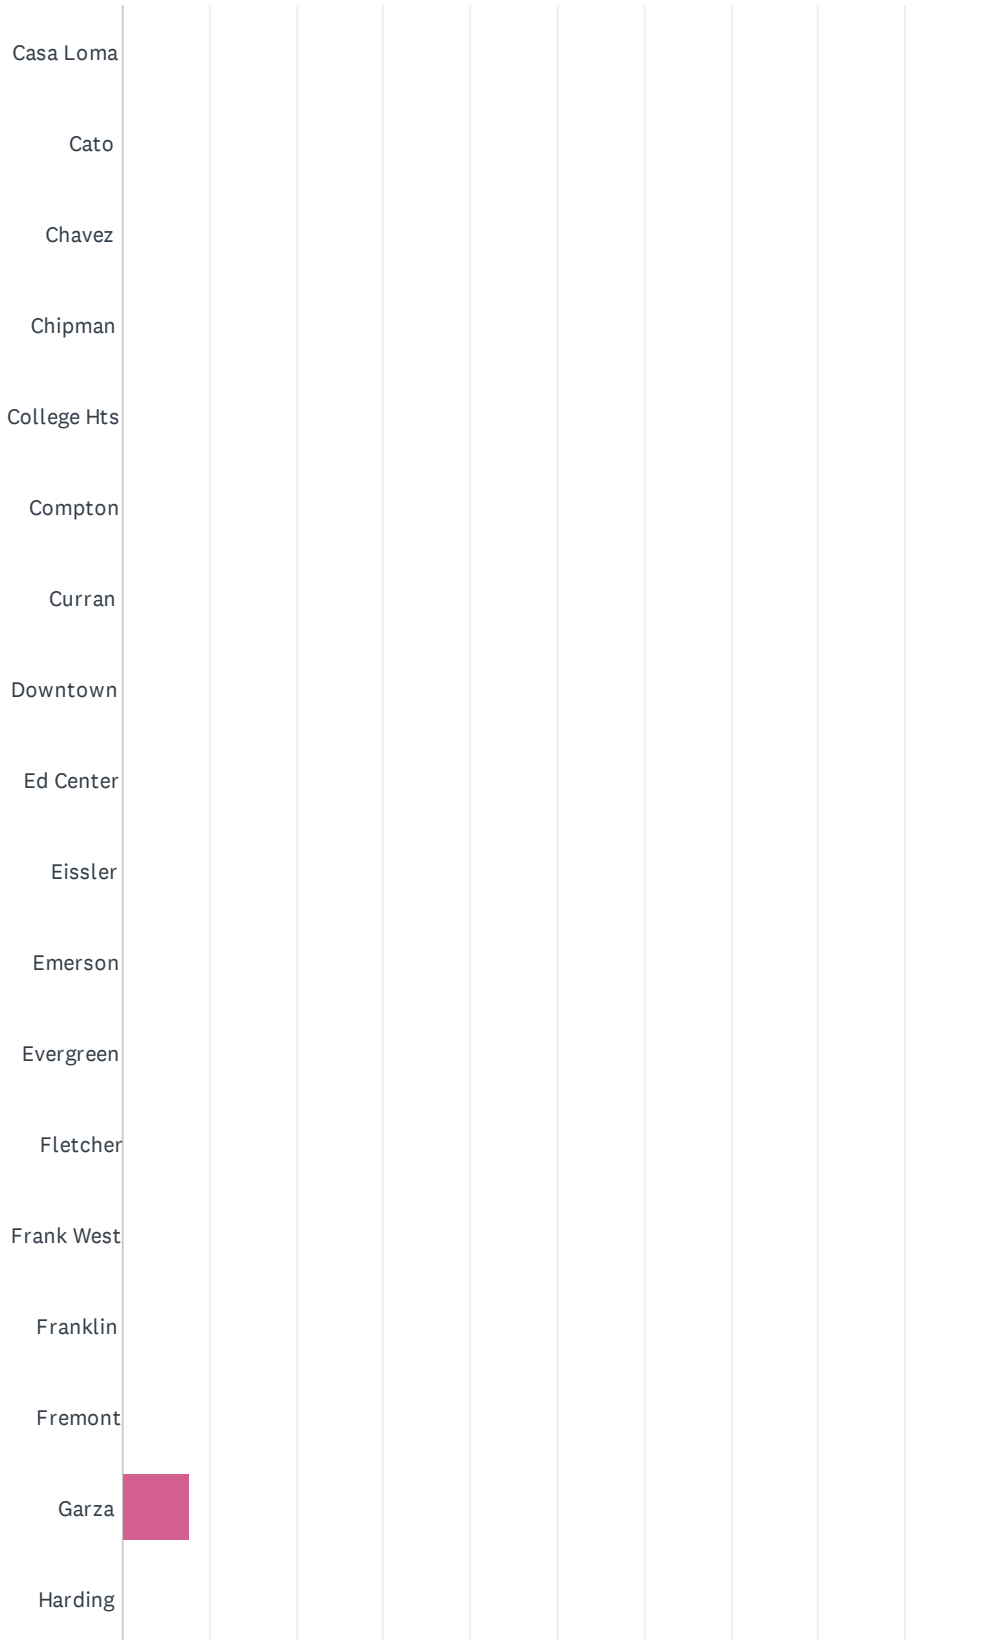 Casa Loma
Cato
Chavez
Chipman
College Hts
Compton
Curran
Downtown
Ed Center
Eissler
Emerson
Evergreen
Fletcher
Frank West
Franklin
Fremont
Garza
Harding